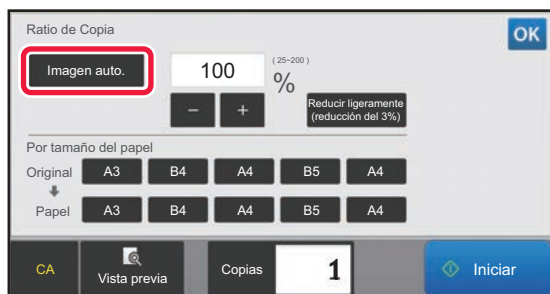 Ratio de Copia
OK
Imagen auto.
100
(25~200)
%
Reducir ligeramente
(reducción del 3%)
− +
Por tamaño del papel
Original A3 B4 A4 B5 A4
Papel A3 B4 A4 B5 A4
CA
Vista previa
Copias 1
Iniciar